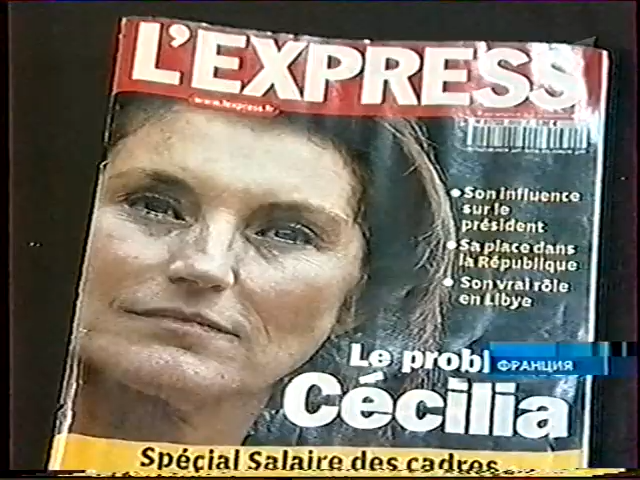 L'EXPRESS
www.lexpress.fr
Son influence
sur le
président
Sa place dans
la République
Son vrai rôle
en Libye
Le probl
ФРАНЦИЯ
Cécilia
Spécial Salaire des cadres